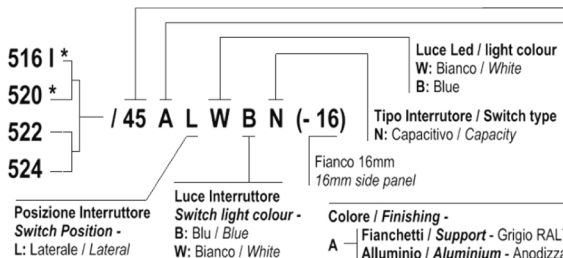 516 I *
520 *
522
524
/ 45 A L W B N (- 16)
Luce Led / light colour
W: Bianco / White
B: Blue
Tipo Interrutore / Switch type
N: Capacitivo / Capacity
Fianco 16mm
16mm side panel
Posizione Interruttore
Switch Position -
L: Laterale / Lateral
Luce Interruttore
Switch light colour -
B: Blu / Blue
W: Bianco / White
Colore / Finishing -
A
Fianchetti / Support - Grigio
Alluminio / Aluminium -